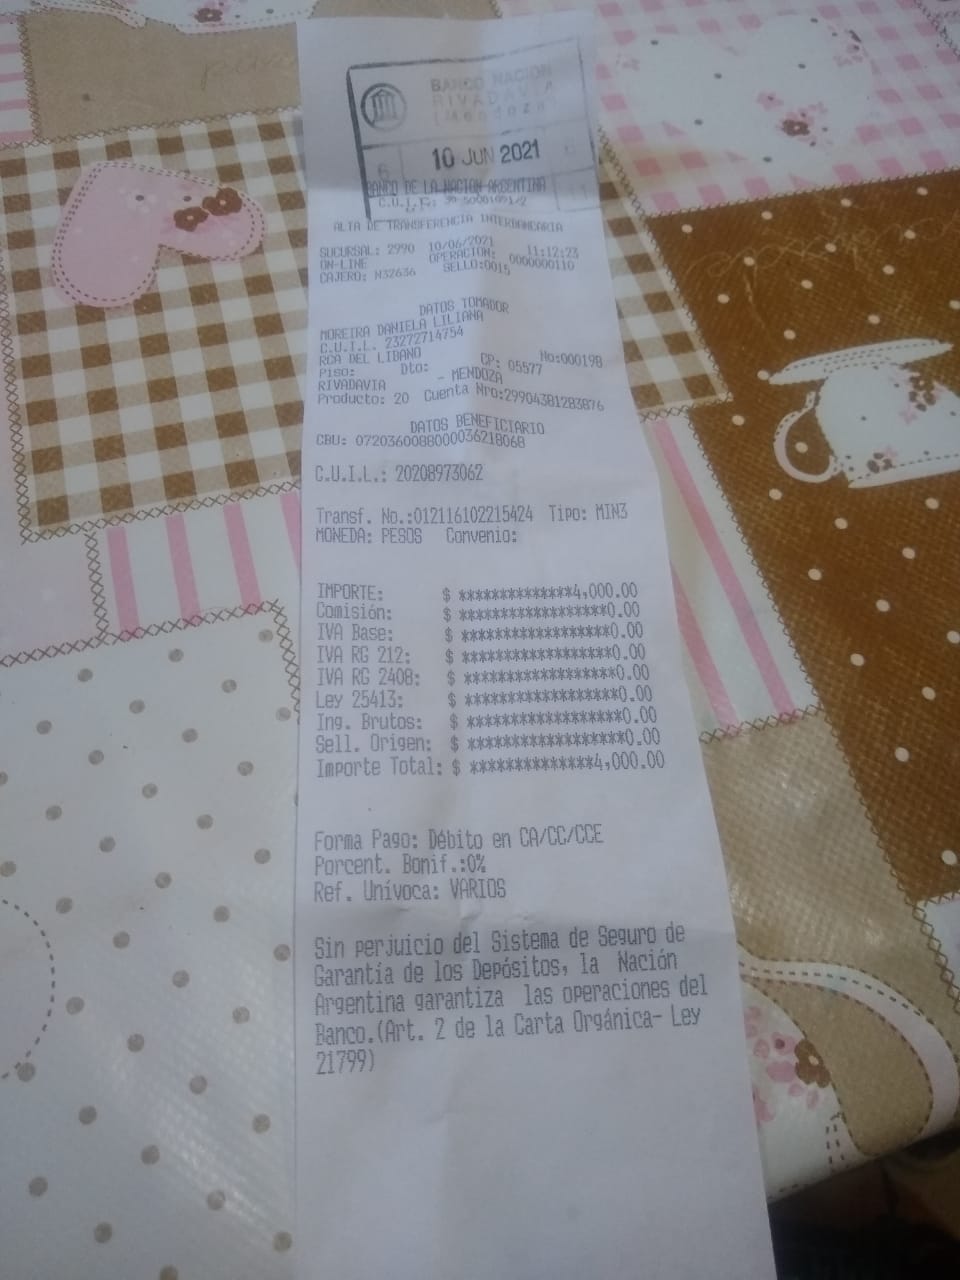 BANCO NACION
RIVADAVIA
(Mendoza)
10 JUN 2021
BANCO DE LA NACION ARGENTINA
C.U.I.T: 30-50001091/2
ALTA DE TRANSFERENCIA INTERBANCARIA
SUCURSAL: 2990 10/06/2021 11:12:23
ON-LINE OPERACION: 0000000110
CAJERO: N32636 SELLO:0015
DATOS TOMADOR
MOREIRA DANIELA LILIANA
C.U.I.L. 23272714754
RCA DEL LIBANO No:000198
Piso: Dto: CP: 05577
RIVADAVIA - MENDOZA
Producto: 20 Cuenta Nro:29904381283876
DATOS BENEFICIARIO
CBU: 0720360088000036218068
C.U.I.L.: 20208973062
Transf. No.:012116102215424 Tipo: MIN3
MONEDA: PESOS Convenio:
IMPORTE: $ **************4,000.00
Comisión: $ ******************0.00
IVA Base: $ ******************0.00
IVA RG 212: $ ******************0.00
IVA RG 2408: $ ******************0.00
Ley 25413: $ ******************0.00
Ing. Brutos: $ ******************0.00
Sell. Origen: $ ******************0.00
Importe Total: $ **************4,000.00
Forma Pago: Débito en CA/CC/CCE
Porcent. Bonif.:0%
Ref. Unívoca: VARIOS
Sin perjuicio del Sistema de Seguro de
Garantía de los Depósitos, la Nación
Argentina garantiza las operaciones del
Banco.(Art. 2 de la Carta Orgánica- Ley
21799)